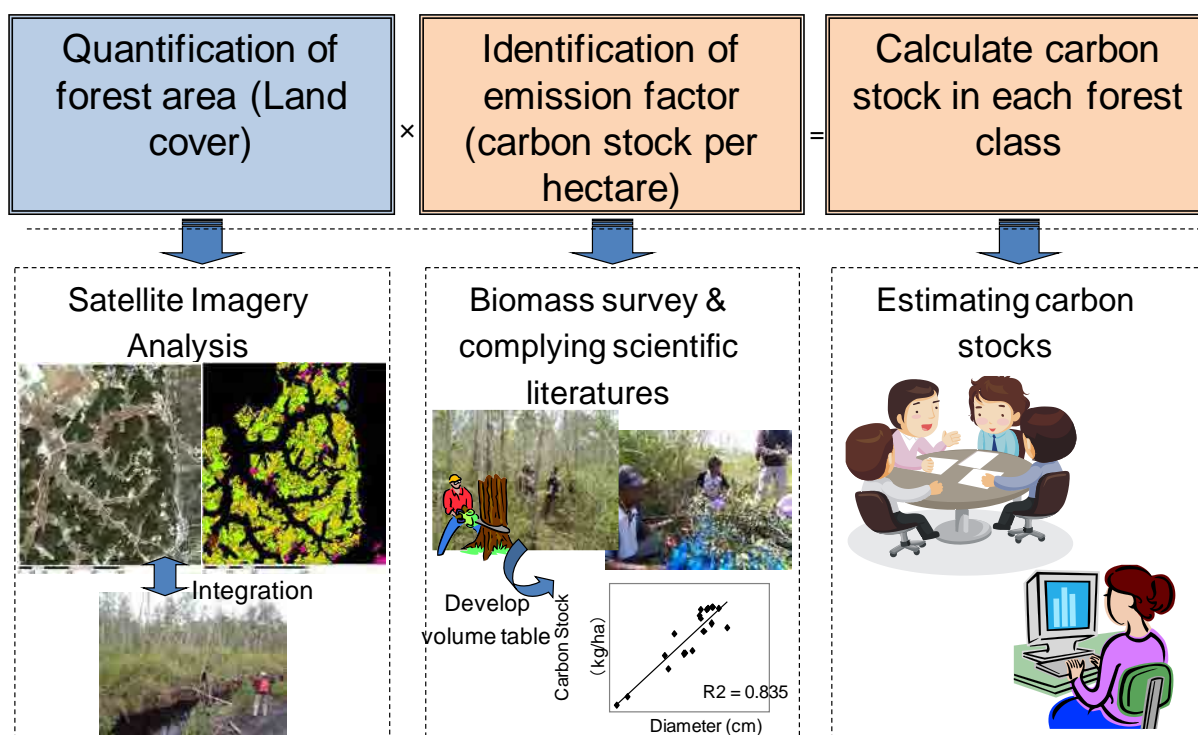 Quantification of
forest area (Land
cover)
×
Identification of
emission factor
(carbon stock per
hectare)
=
Calculate carbon
stock in each forest
class
Satellite Imagery
Analysis
Integration
Biomass survey &
complying scientific
literatures
Develop
volume table
Carbon Stock
(kg/ha)
R2 = 0.835
Diameter (cm)
Estimating carbon
stocks